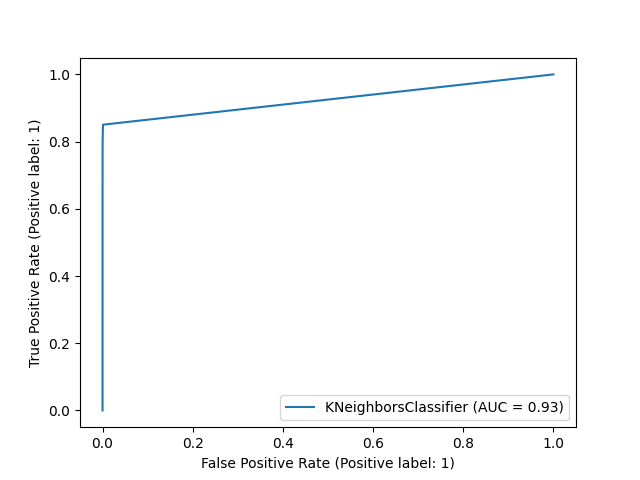 1.0
0.8
0.6
0.4
0.2
0.0
True Positive Rate (Positive label: 1)
KNeighborsClassifier (AUC = 0.93)
0.0 0.2 0.4 0.6 0.8 1.0
False Positive Rate (Positive label: 1)